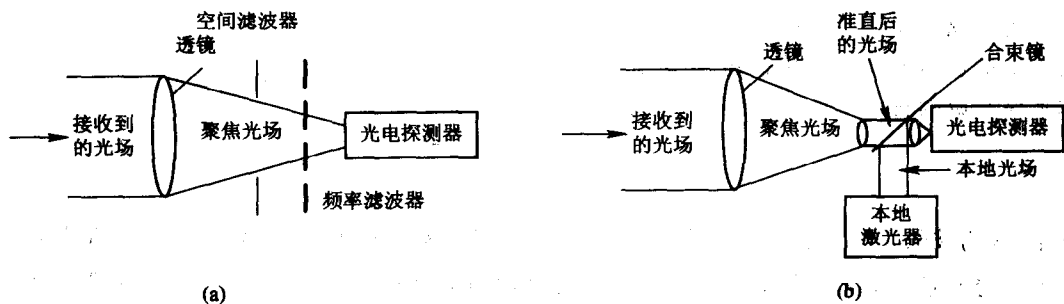 空间滤波器
透镜
接收到
的光场
聚焦光场
光电探测器
频率滤波器
(a)
准直后
的光场
透镜
合束镜
接收到
的光场
聚焦光场
光电探测器
本地光场
本地
激光器
(b)